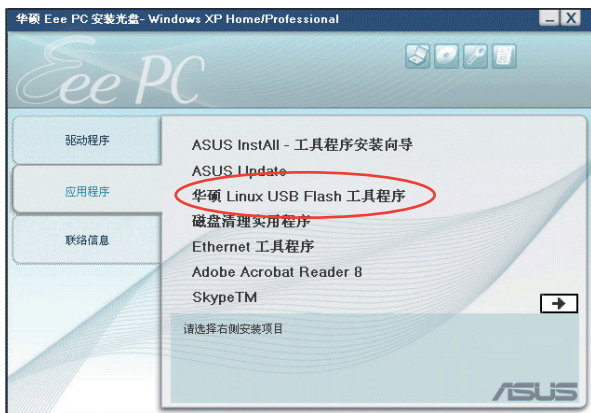 华硕 Eee PC 安装光盘- Windows XP Home/Professional
Eee PC
驱动程序
应用程序
联络信息
ASUS InstAll - 工具程序安装向导
ASUS Update
华硕 Linux USB Flash 工具程序
磁盘清理实用程序
Ethernet 工具程序
Adobe Acrobat Reader 8
SkypeTM
请选择右侧安装项目
ASUS